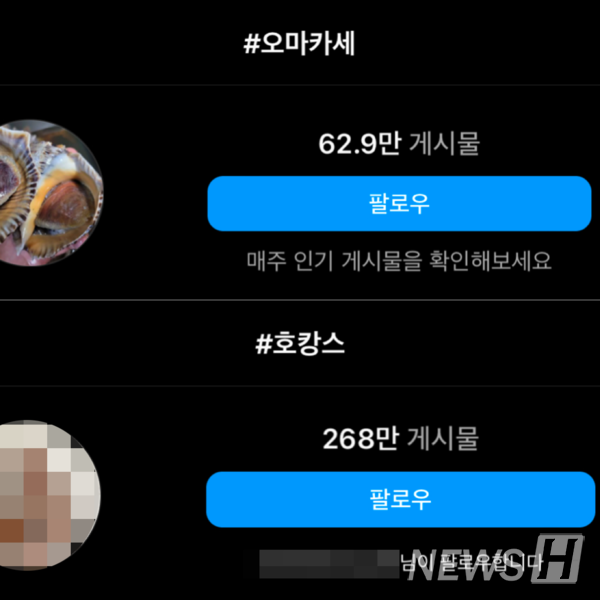 #오마카세
62.9만 게시물
팔로우
매주 인기 게시물을 확인해보세요
#호캉스
268만 게시물
팔로우
님이 팔로우합니다
NEWS H